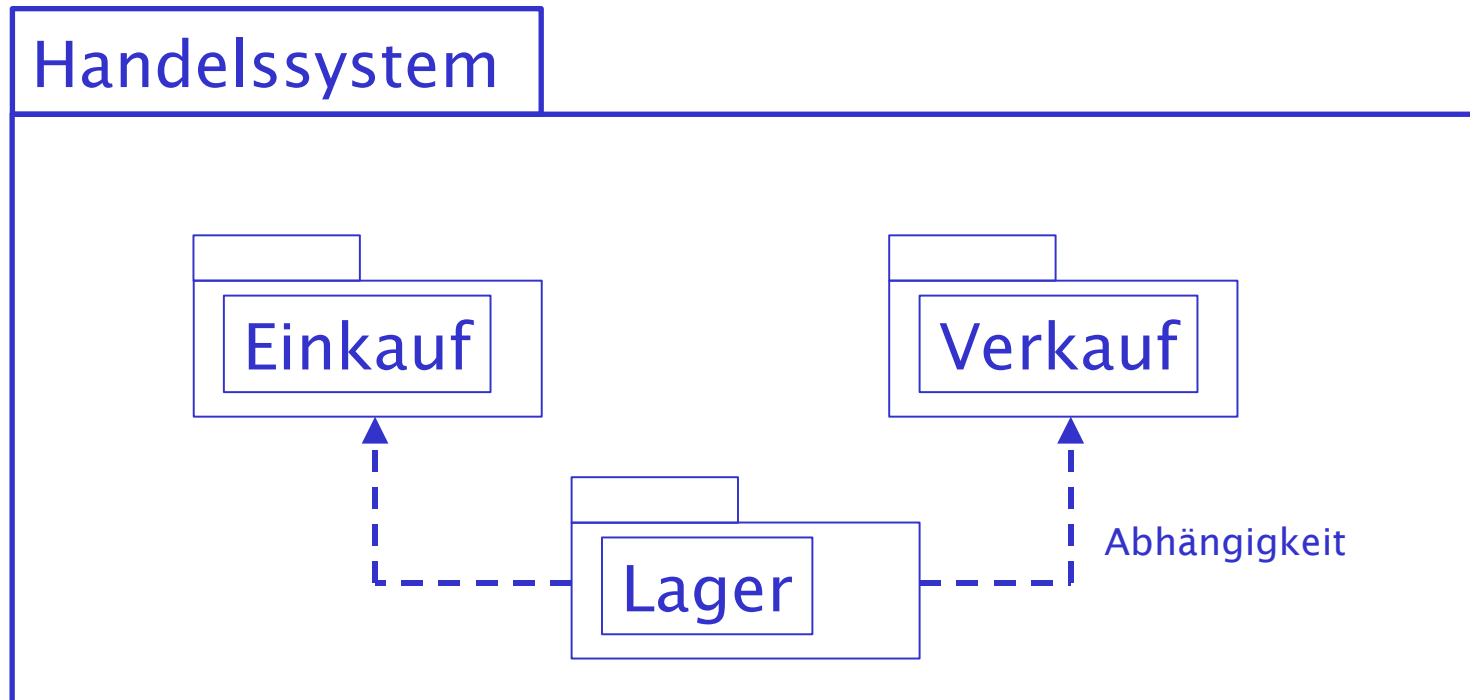 Handelssystem
Einkauf
Verkauf
Abhängigkeit
Lager